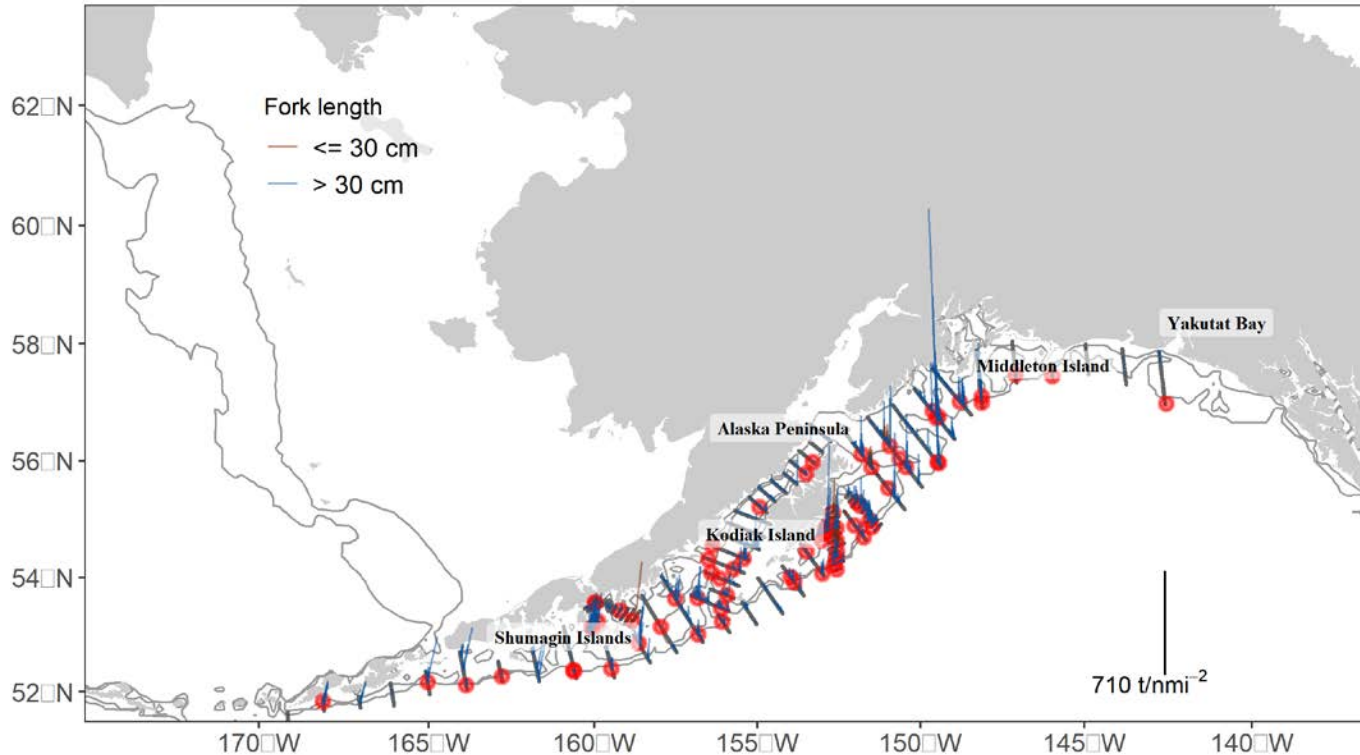 Fork length
<= 30 cm
> 30 cm
62□N
60□N
58□N
56□N
54□N
52□N
Yakutat Bay
Middleton Island
Alaska Peninsula
Kodiak Island
Shumagin Islands
710 t/nmi⁻²
170□W
165□W
160□W
155□W
150□W
145□W
140□W